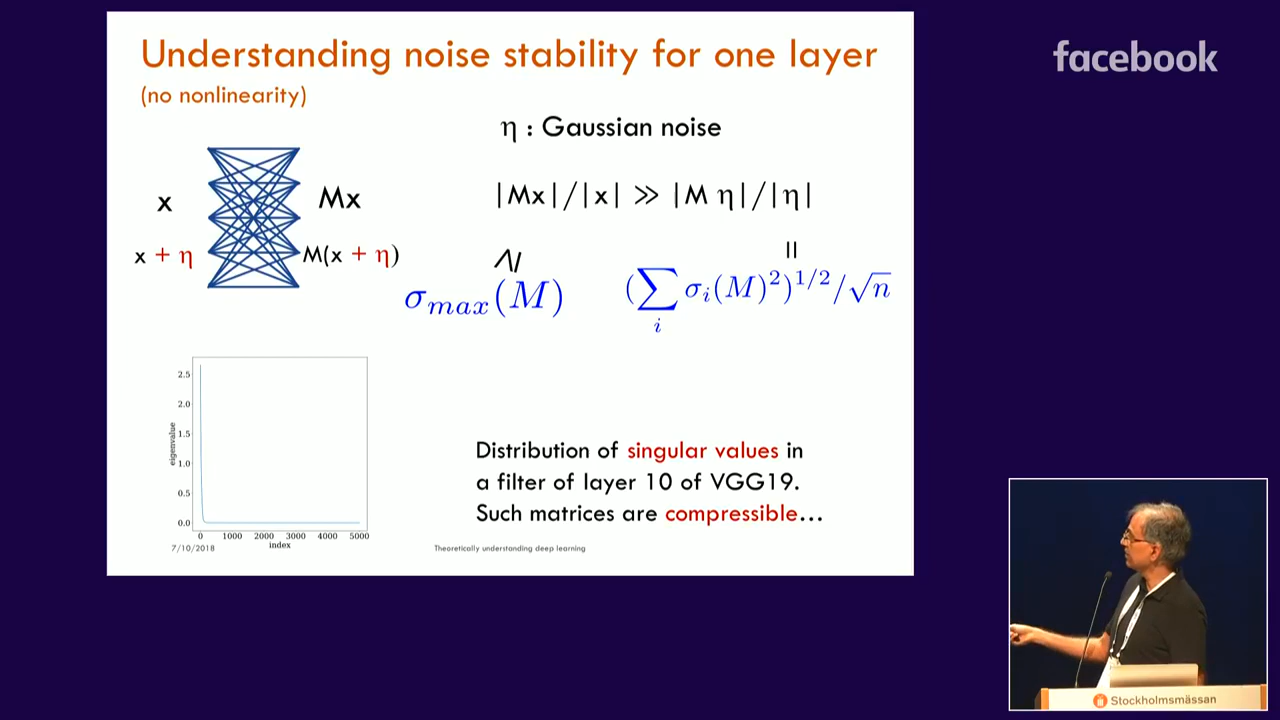 Understanding noise stability for one layer
(no nonlinearity)
facebook
η : Gaussian noise
x
Mx
|Mx|/|x| ≫ |M η|/|η|
x + η
M(x + η)
≤
=
σ_max(M)
(∑_i σ_i(M)²)^{1/2}/√n
2.5
2.0
1.5
1.0
0.5
0.0
eigenvalue
0 1000 2000 3000 4000 5000
index
Distribution of singular values in
a filter of layer 10 of VGG19.
Such matrices are compressible...
7/10/2018
Theoretically understanding deep learning
Stockholmsmässan